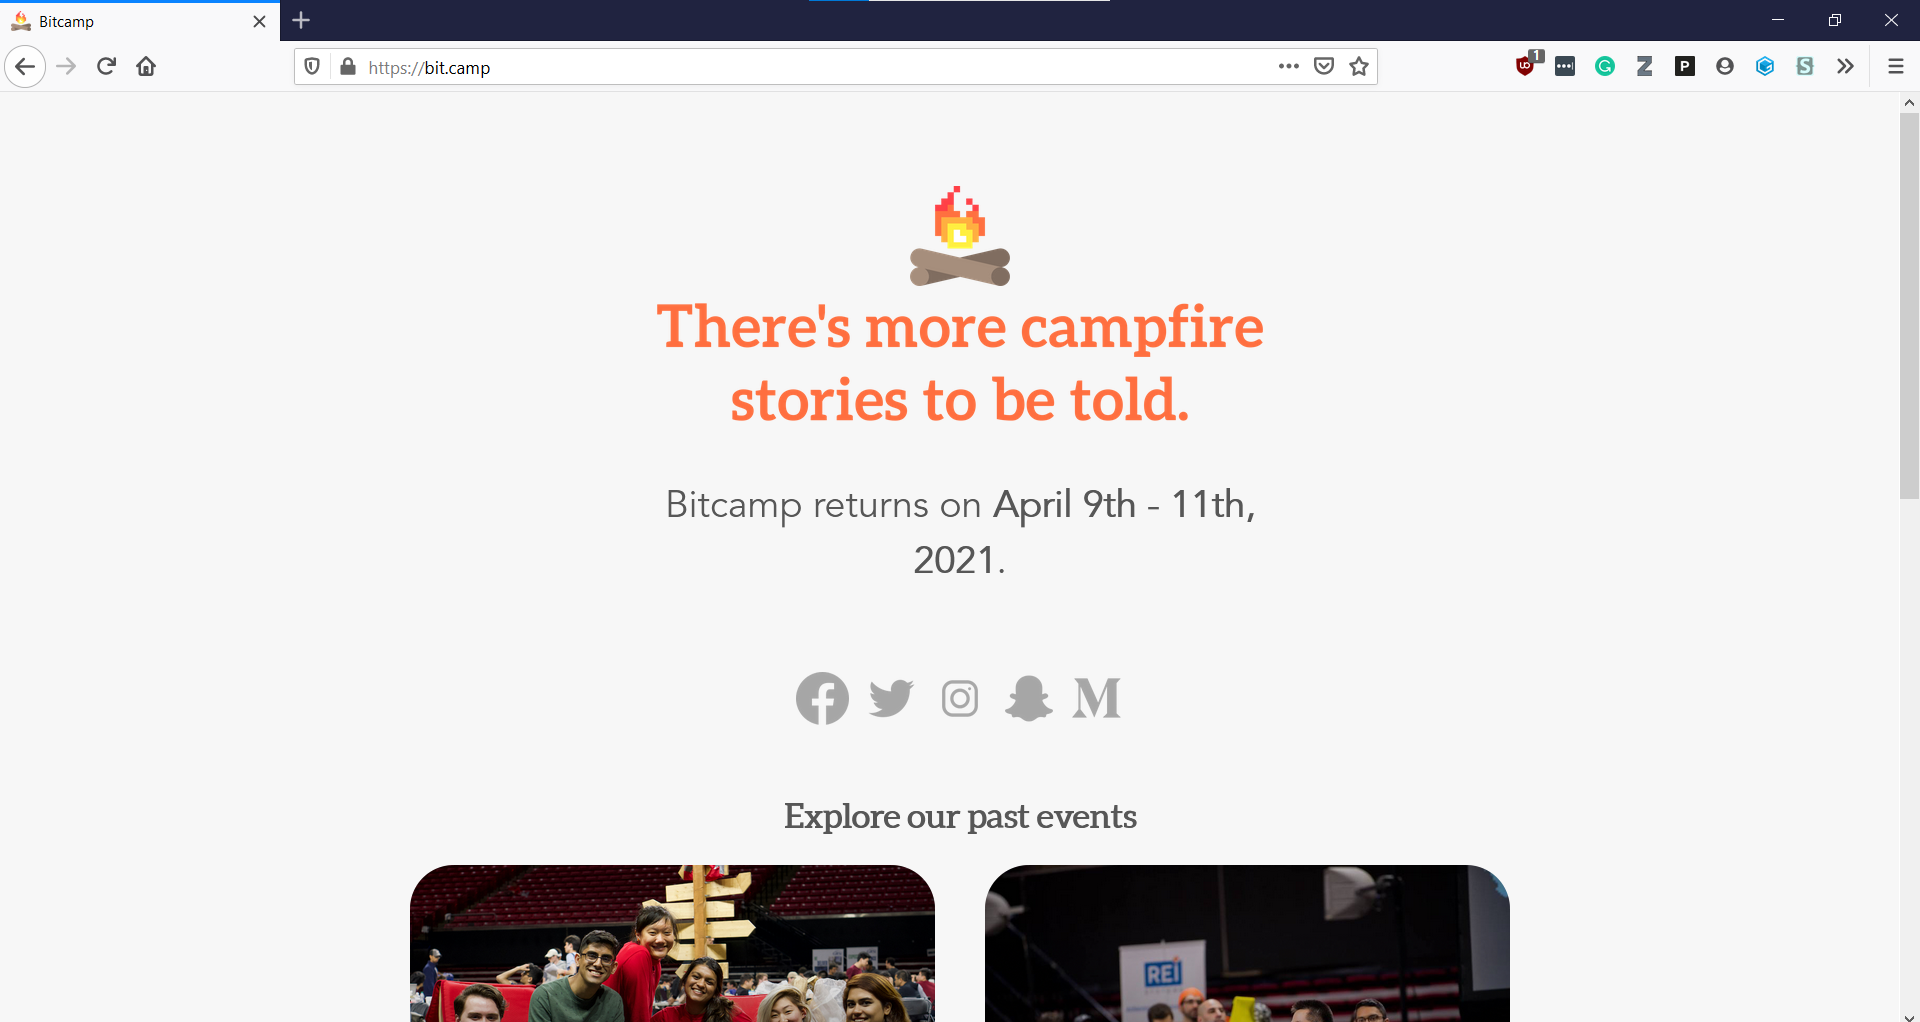 Bitcamp
https://bit.camp
1
There's more campfire
stories to be told.
Bitcamp returns on April 9th - 11th,
2021.
Explore our past events
REI